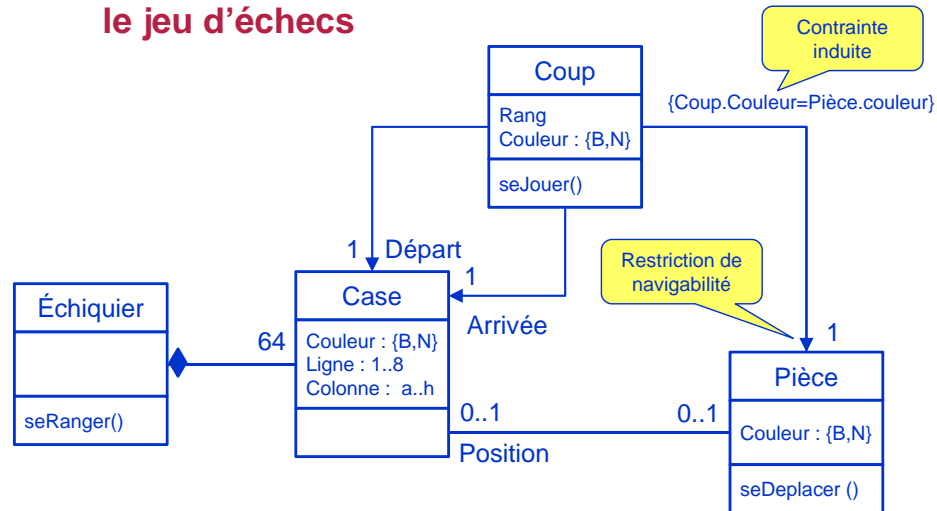 le jeu d’échecs
Contrainte
induite
{Coup.Couleur=Pièce.couleur}
Coup
Rang
Couleur : {B,N}
seJouer()
1 Départ
1
Arrivée
Restriction de
navigabilité
1
Échiquier
seRanger()
64
Case
Couleur : {B,N}
Ligne : 1..8
Colonne : a..h
0..1
Position
0..1
Pièce
Couleur : {B,N}
seDeplacer ()